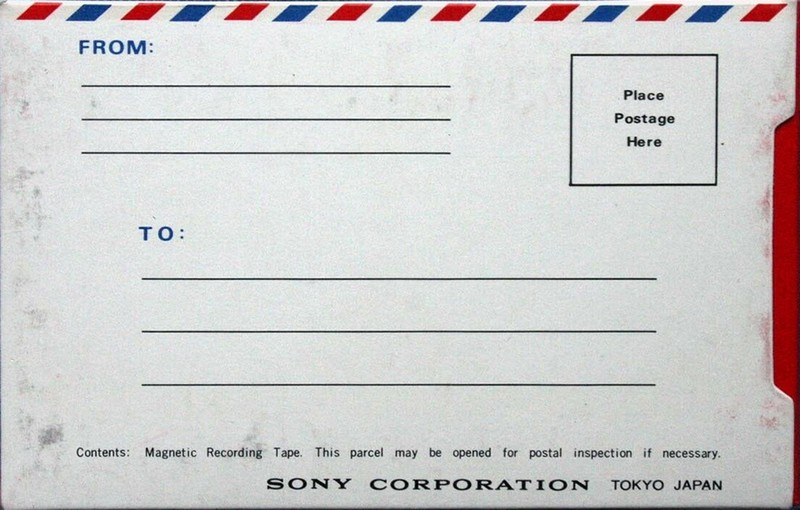 FROM:
Place
Postage
Here
TO:
Contents: Magnetic Recording Tape. This parcel may be opened for postal inspection if necessary.
SONY CORPORATION TOKYO JAPAN